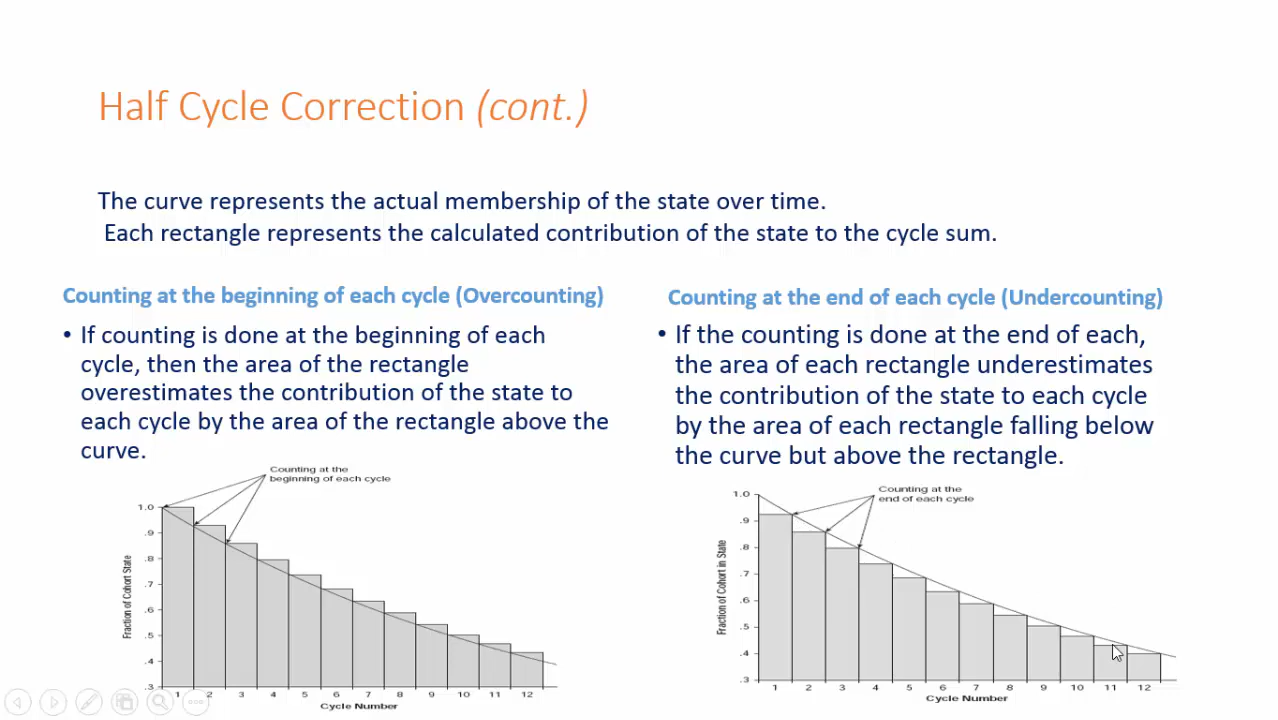 Half Cycle Correction (cont.)
The curve represents the actual membership of the state over time.
Each rectangle represents the calculated contribution of the state to the cycle sum.
Counting at the beginning of each cycle (Overcounting)
• If counting is done at the beginning of each
cycle, then the area of the rectangle
overestimates the contribution of the state to
each cycle by the area of the rectangle above the
curve.
Counting at the
beginning of each cycle
Fraction of Cohort State
1.0
.9
.8
.7
.6
.5
.4
.3
1 2 3 4 5 6 7 8 9 10 11 12
Cycle Number
Counting at the end of each cycle (Undercounting)
• If the counting is done at the end of each,
the area of each rectangle underestimates
the contribution of the state to each cycle
by the area of each rectangle falling below
the curve but above the rectangle.
Counting at the
end of each cycle
Fraction of Cohort in State
1.0
.9
.8
.7
.6
.5
.4
.3
1 2 3 4 5 6 7 8 9 10 11 12
Cycle Number